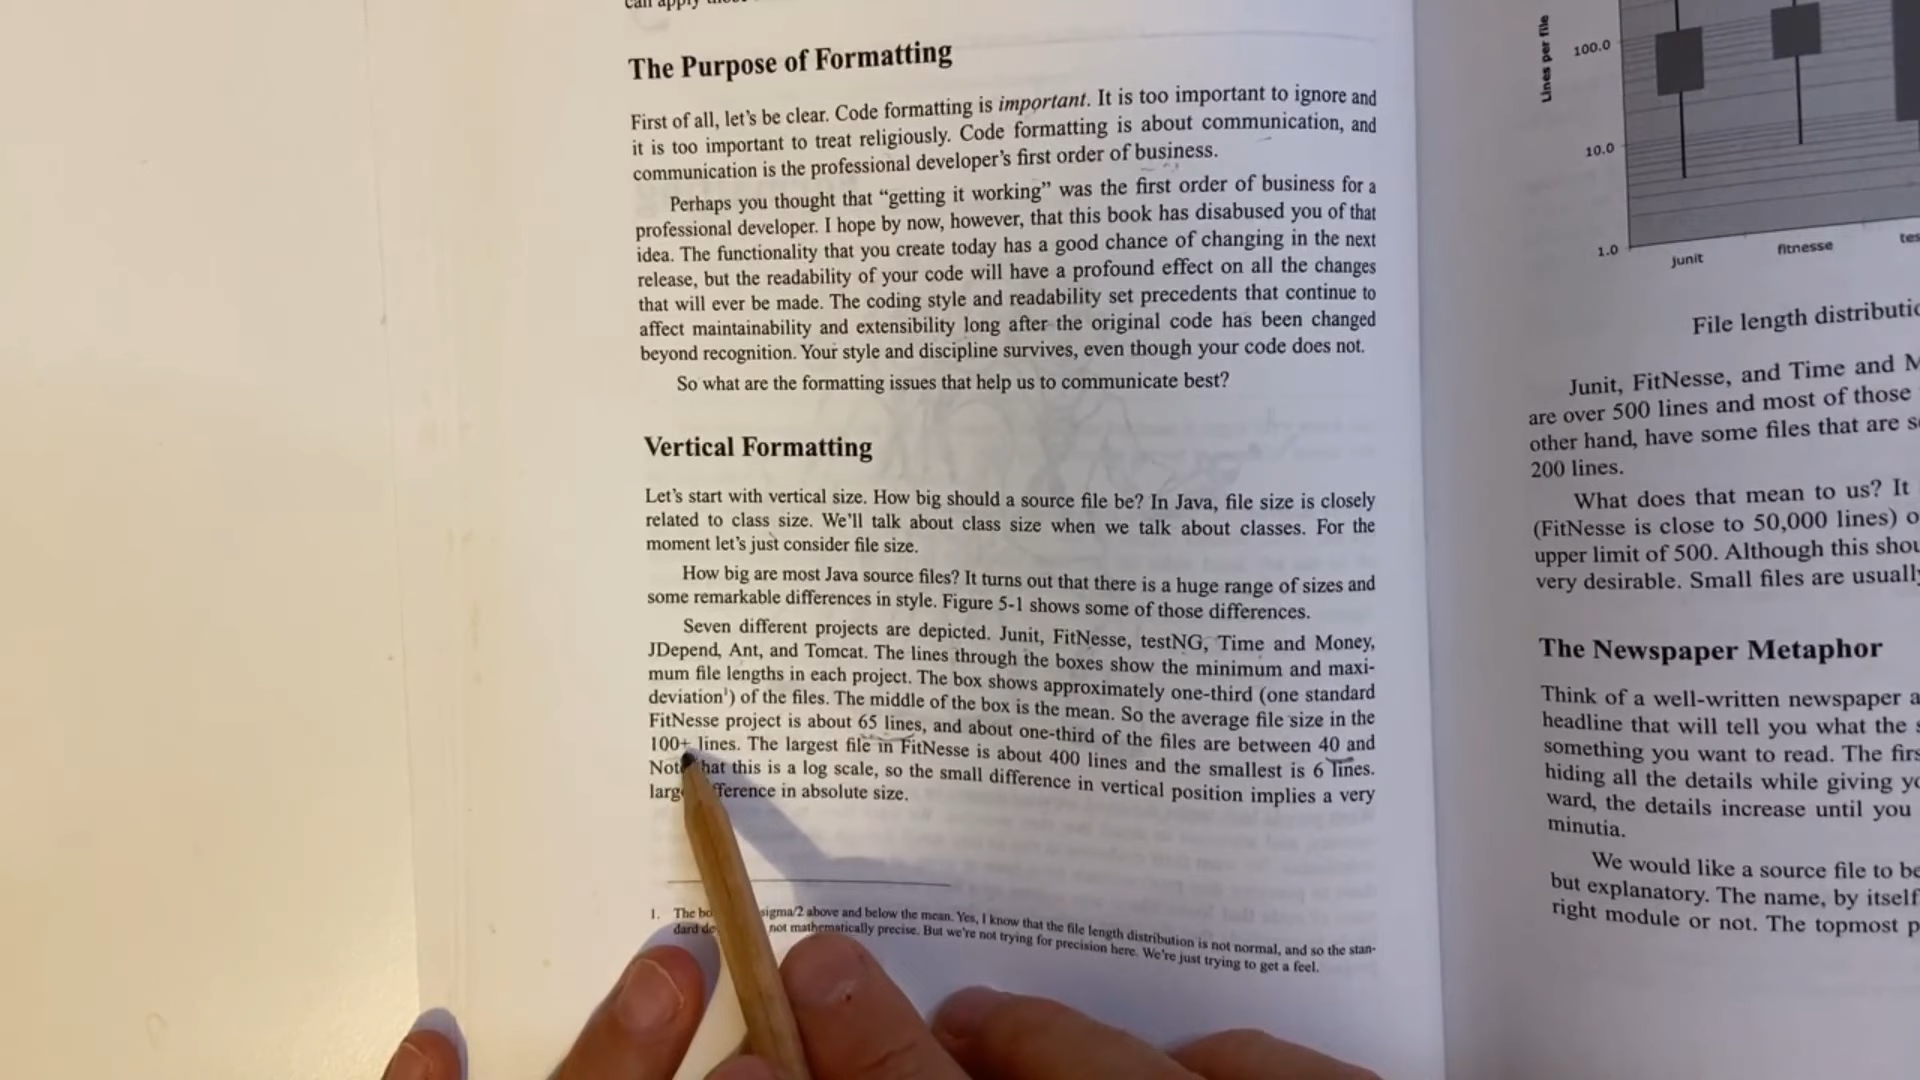 can apply
The Purpose of Formatting
First of all, let's be clear. Code formatting is important. It is too important to ignore and
it is too important to treat religiously. Code formatting is about communication, and
communication is the professional developer's first order of business.
Perhaps you thought that “getting it working” was the first order of business for a
professional developer. I hope by now, however, that this book has disabused you of that
idea. The functionality that you create today has a good chance of changing in the next
release, but the readability of your code will have a profound effect on all the changes
that will ever be made. The coding style and readability set precedents that continue to
affect maintainability and extensibility long after the original code has been changed
beyond recognition. Your style and discipline survives, even though your code does not.
So what are the formatting issues that help us to communicate best?
Vertical Formatting
Let's start with vertical size. How big should a source file be? In Java, file size is closely
related to class size. We'll talk about class size when we talk about classes. For the
moment let's just consider file size.
How big are most Java source files? It turns out that there is a huge range of sizes and
some remarkable differences in style. Figure 5-1 shows some of those differences.
Seven different projects are depicted. Junit, FitNesse, testNG, Time and Money,
JDepend, Ant, and Tomcat. The lines through the boxes show the minimum and maxi-
mum file lengths in each project. The box shows approximately one-third (one standard
deviation¹) of the files. The middle of the box is the mean. So the average file size in the
FitNesse project is about 65 lines, and about one-third of the files are between 40 and
100+ lines. The largest file in FitNesse is about 400 lines and the smallest is 6 lines.
Note that this is a log scale, so the small difference in vertical position implies a very
large difference in absolute size.
1. The bo sigma/2 above and below the mean. Yes, I know that the file length distribution is not normal, and so the stan-
dard de not mathematically precise. But we're not trying for precision here. We're just trying to get a feel.
Lines per file
100.0
10.0
1.0
junit
fitnesse
tes
File length distributio
Junit, FitNesse, and Time and M
are over 500 lines and most of those
other hand, have some files that are s
200 lines.
What does that mean to us? It
(FitNesse is close to 50,000 lines) o
upper limit of 500. Although this shou
very desirable. Small files are usually
The Newspaper Metaphor
Think of a well-written newspaper a
headline that will tell you what the s
something you want to read. The firs
hiding all the details while giving yo
ward, the details increase until you
minutia.
We would like a source file to be
but explanatory. The name, by itself
right module or not. The topmost p